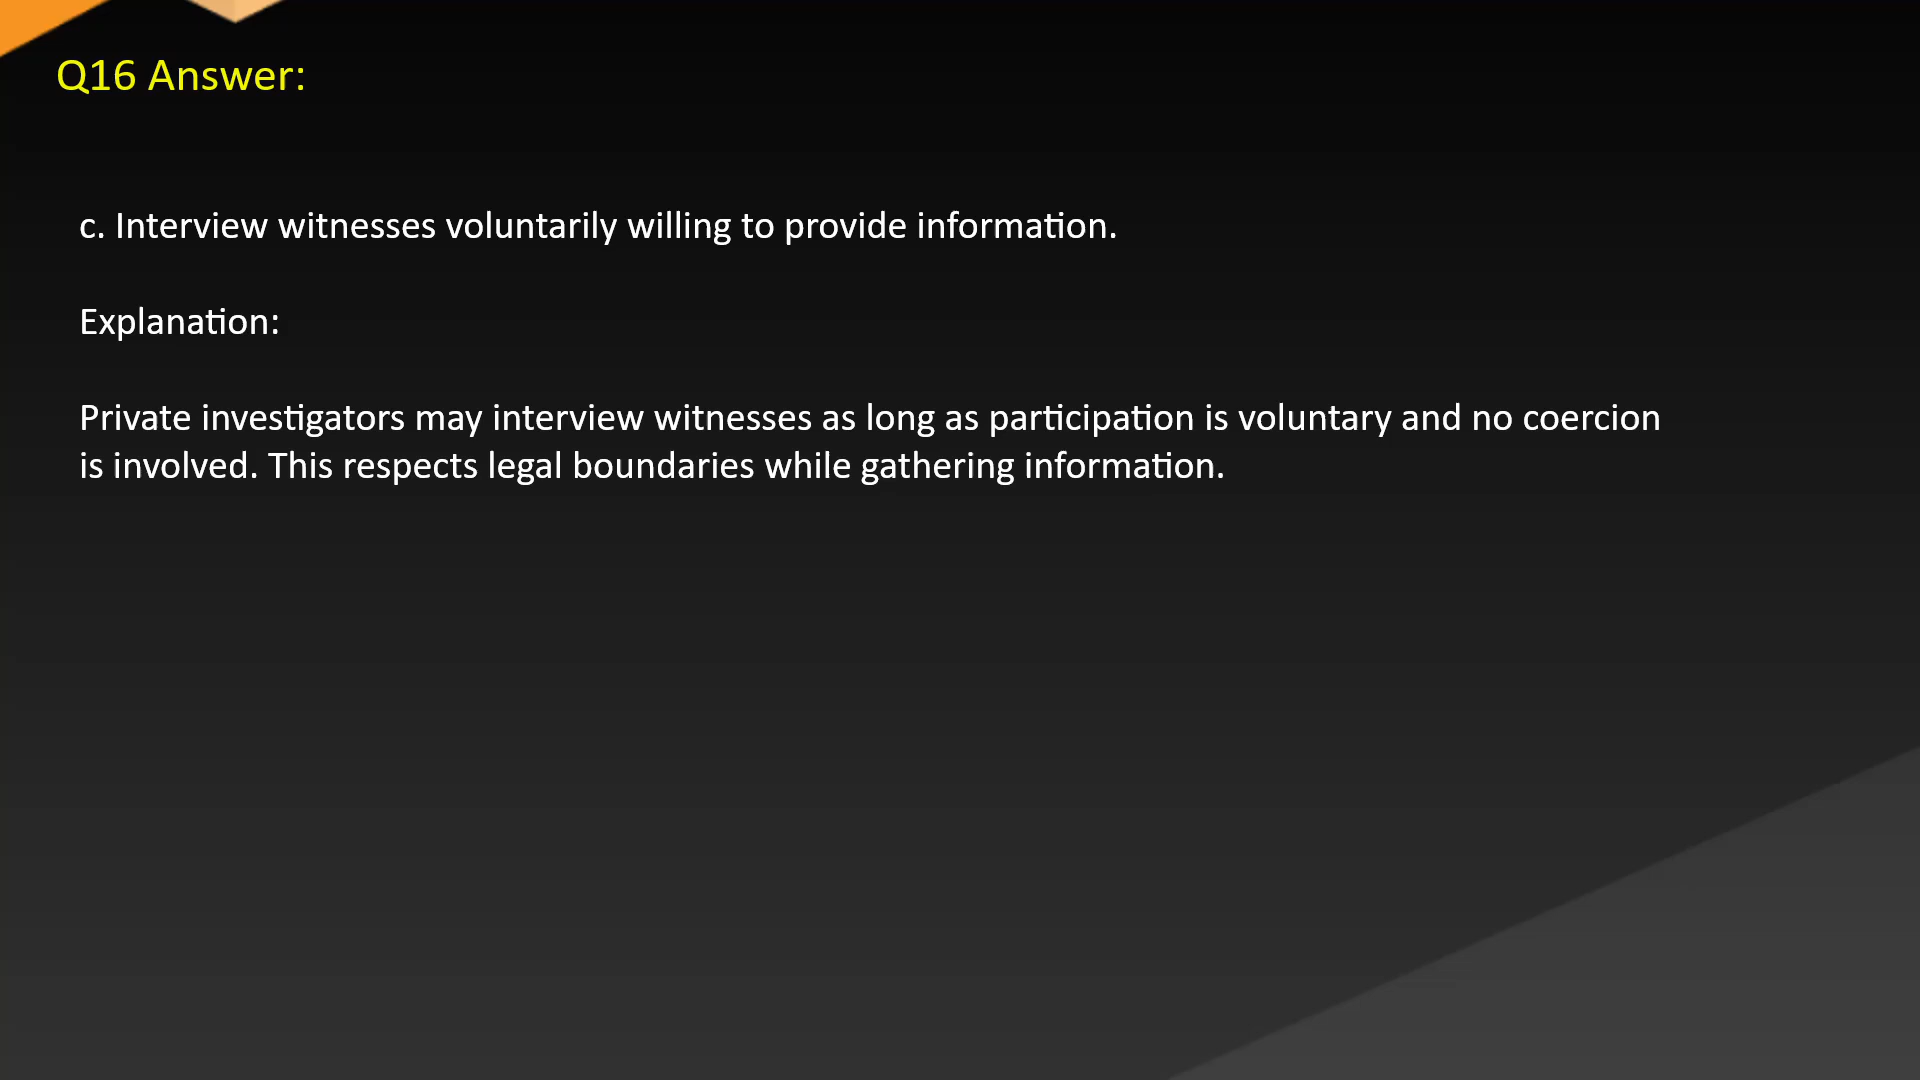 Q16 Answer:
c. Interview witnesses voluntarily willing to provide information.
Explanation:
Private investigators may interview witnesses as long as participation is voluntary and no coercion
is involved. This respects legal boundaries while gathering information.